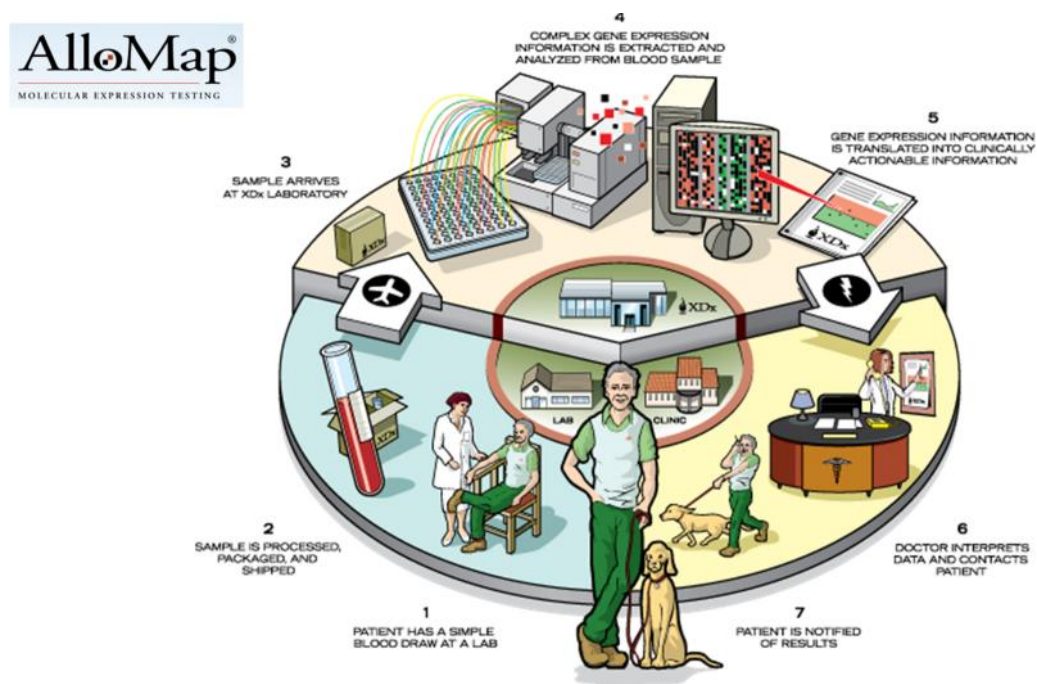 AlloMap®
MOLECULAR EXPRESSION TESTING
4
COMPLEX GENE EXPRESSION
INFORMATION IS EXTRACTED AND
ANALYZED FROM BLOOD SAMPLE
5
GENE EXPRESSION INFORMATION
IS TRANSLATED INTO CLINICALLY
ACTIONABLE INFORMATION
3
SAMPLE ARRIVES
AT XDx LABORATORY
XDx
XDx
XDx
XDx
LAB
CLINIC
2
SAMPLE IS PROCESSED,
PACKAGED, AND
SHIPPED
6
DOCTOR INTERPRETS
DATA AND CONTACTS
PATIENT
1
PATIENT HAS A SIMPLE
BLOOD DRAW AT A LAB
7
PATIENT IS NOTIFIED
OF RESULTS